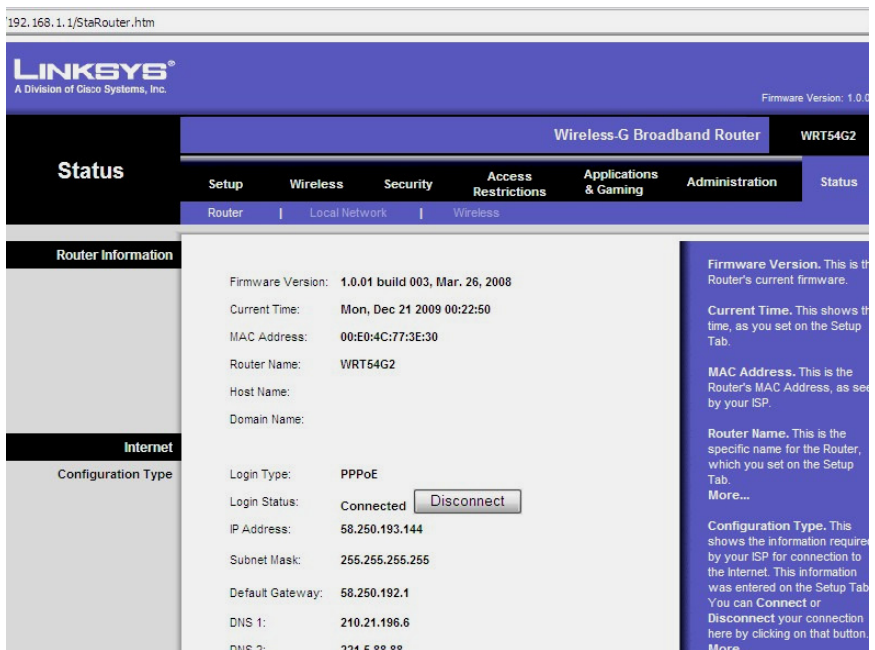 192.168.1.1/StaRouter.htm
LINKSYS®
A Division of Cisco Systems, Inc.
Firmware Version: 1.0.0
Wireless-G Broadband Router
WRT54G2
Status
Setup
Wireless
Security
Access Restrictions
Applications & Gaming
Administration
Status
Router | Local Network | Wireless
Router Information
Firmware Version: 1.0.01 build 003, Mar. 26, 2008
Current Time: Mon, Dec 21 2009 00:22:50
MAC Address: 00:E0:4C:77:3E:30
Router Name: WRT54G2
Host Name:
Domain Name:
Internet
Configuration Type
Login Type: PPPoE
Login Status: Connected Disconnect
IP Address: 58.250.193.144
Subnet Mask: 255.255.255.255
Default Gateway: 58.250.192.1
DNS 1: 210.21.196.6
DNS 2: 221.5.88.88
Firmware Version. This is th
Router's current firmware.
Current Time. This shows th
time, as you set on the Setup
Tab.
MAC Address. This is the
Router's MAC Address, as see
by your ISP.
Router Name. This is the
specific name for the Router,
which you set on the Setup
Tab.
More...
Configuration Type. This
shows the information required
by your ISP for connection to
the Internet. This information
was entered on the Setup Tab
You can Connect or
Disconnect your connection
here by clicking on that button.
More